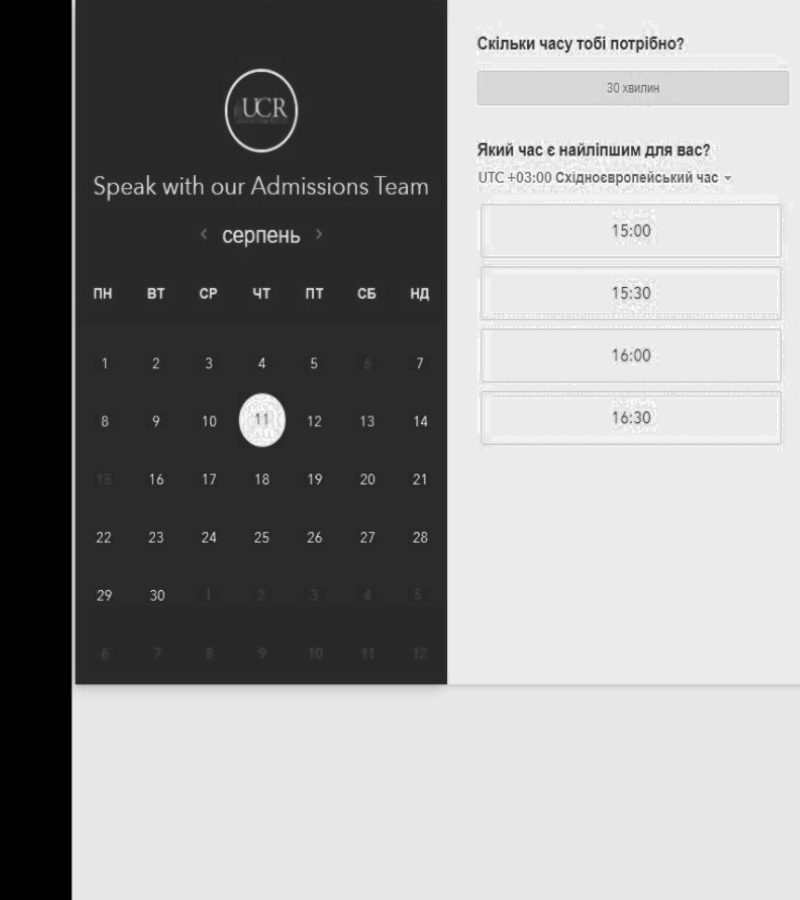 UCR
Speak with our Admissions Team
серпень
ПН ВТ СР ЧТ ПТ СБ НД
1 2 3 4 5 6 7
8 9 10 11 12 13 14
15 16 17 18 19 20 21
22 23 24 25 26 27 28
29 30 1 2 3 4 5
6 7 8 9 10 11 12
Скільки часу тобі потрібно?
30 хвилин
Який час є найліпшим для вас?
UTC +03:00 Східноєвропейський час
15:00
15:30
16:00
16:30